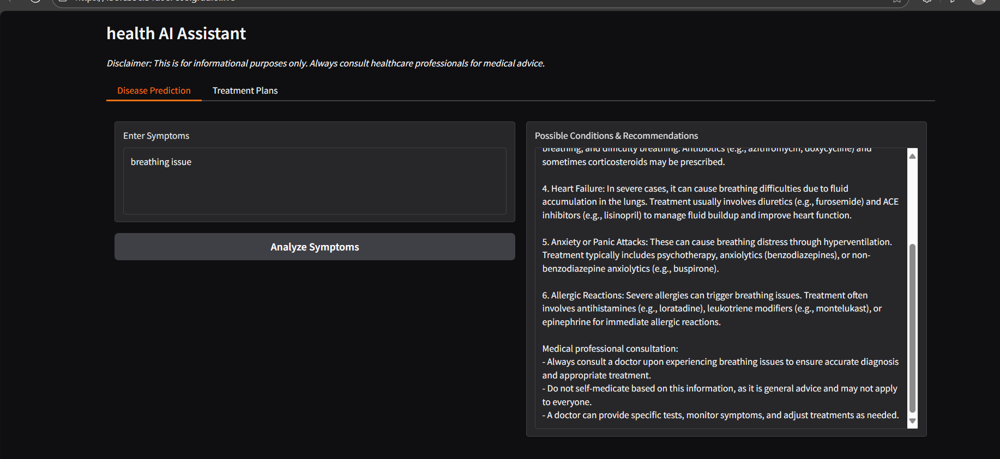 health AI Assistant
Disclaimer: This is for informational purposes only. Always consult healthcare professionals for medical advice.
Disease Prediction
Treatment Plans
Enter Symptoms
breathing issue
Analyze Symptoms
Possible Conditions & Recommendations
breathing, and difficulty breathing. Antibiotics (e.g., azithromycin, doxycycline) and
sometimes corticosteroids may be prescribed.
4. Heart Failure: In severe cases, it can cause breathing difficulties due to fluid
accumulation in the lungs. Treatment usually involves diuretics (e.g., furosemide) and ACE
inhibitors (e.g., lisinopril) to manage fluid buildup and improve heart function.
5. Anxiety or Panic Attacks: These can cause breathing distress through hyperventilation.
Treatment typically includes psychotherapy, anxiolytics (benzodiazepines), or non-
benzodiazepine anxiolytics (e.g., buspirone).
6. Allergic Reactions: Severe allergies can trigger breathing issues. Treatment often
involves antihistamines (e.g., loratadine), leukotriene modifiers (e.g., montelukast), or
epinephrine for immediate allergic reactions.
Medical professional consultation:
- Always consult a doctor upon experiencing breathing issues to ensure accurate diagnosis
and appropriate treatment.
- Do not self-medicate based on this information, as it is general advice and may not apply
to everyone.
- A doctor can provide specific tests, monitor symptoms, and adjust treatments as needed.